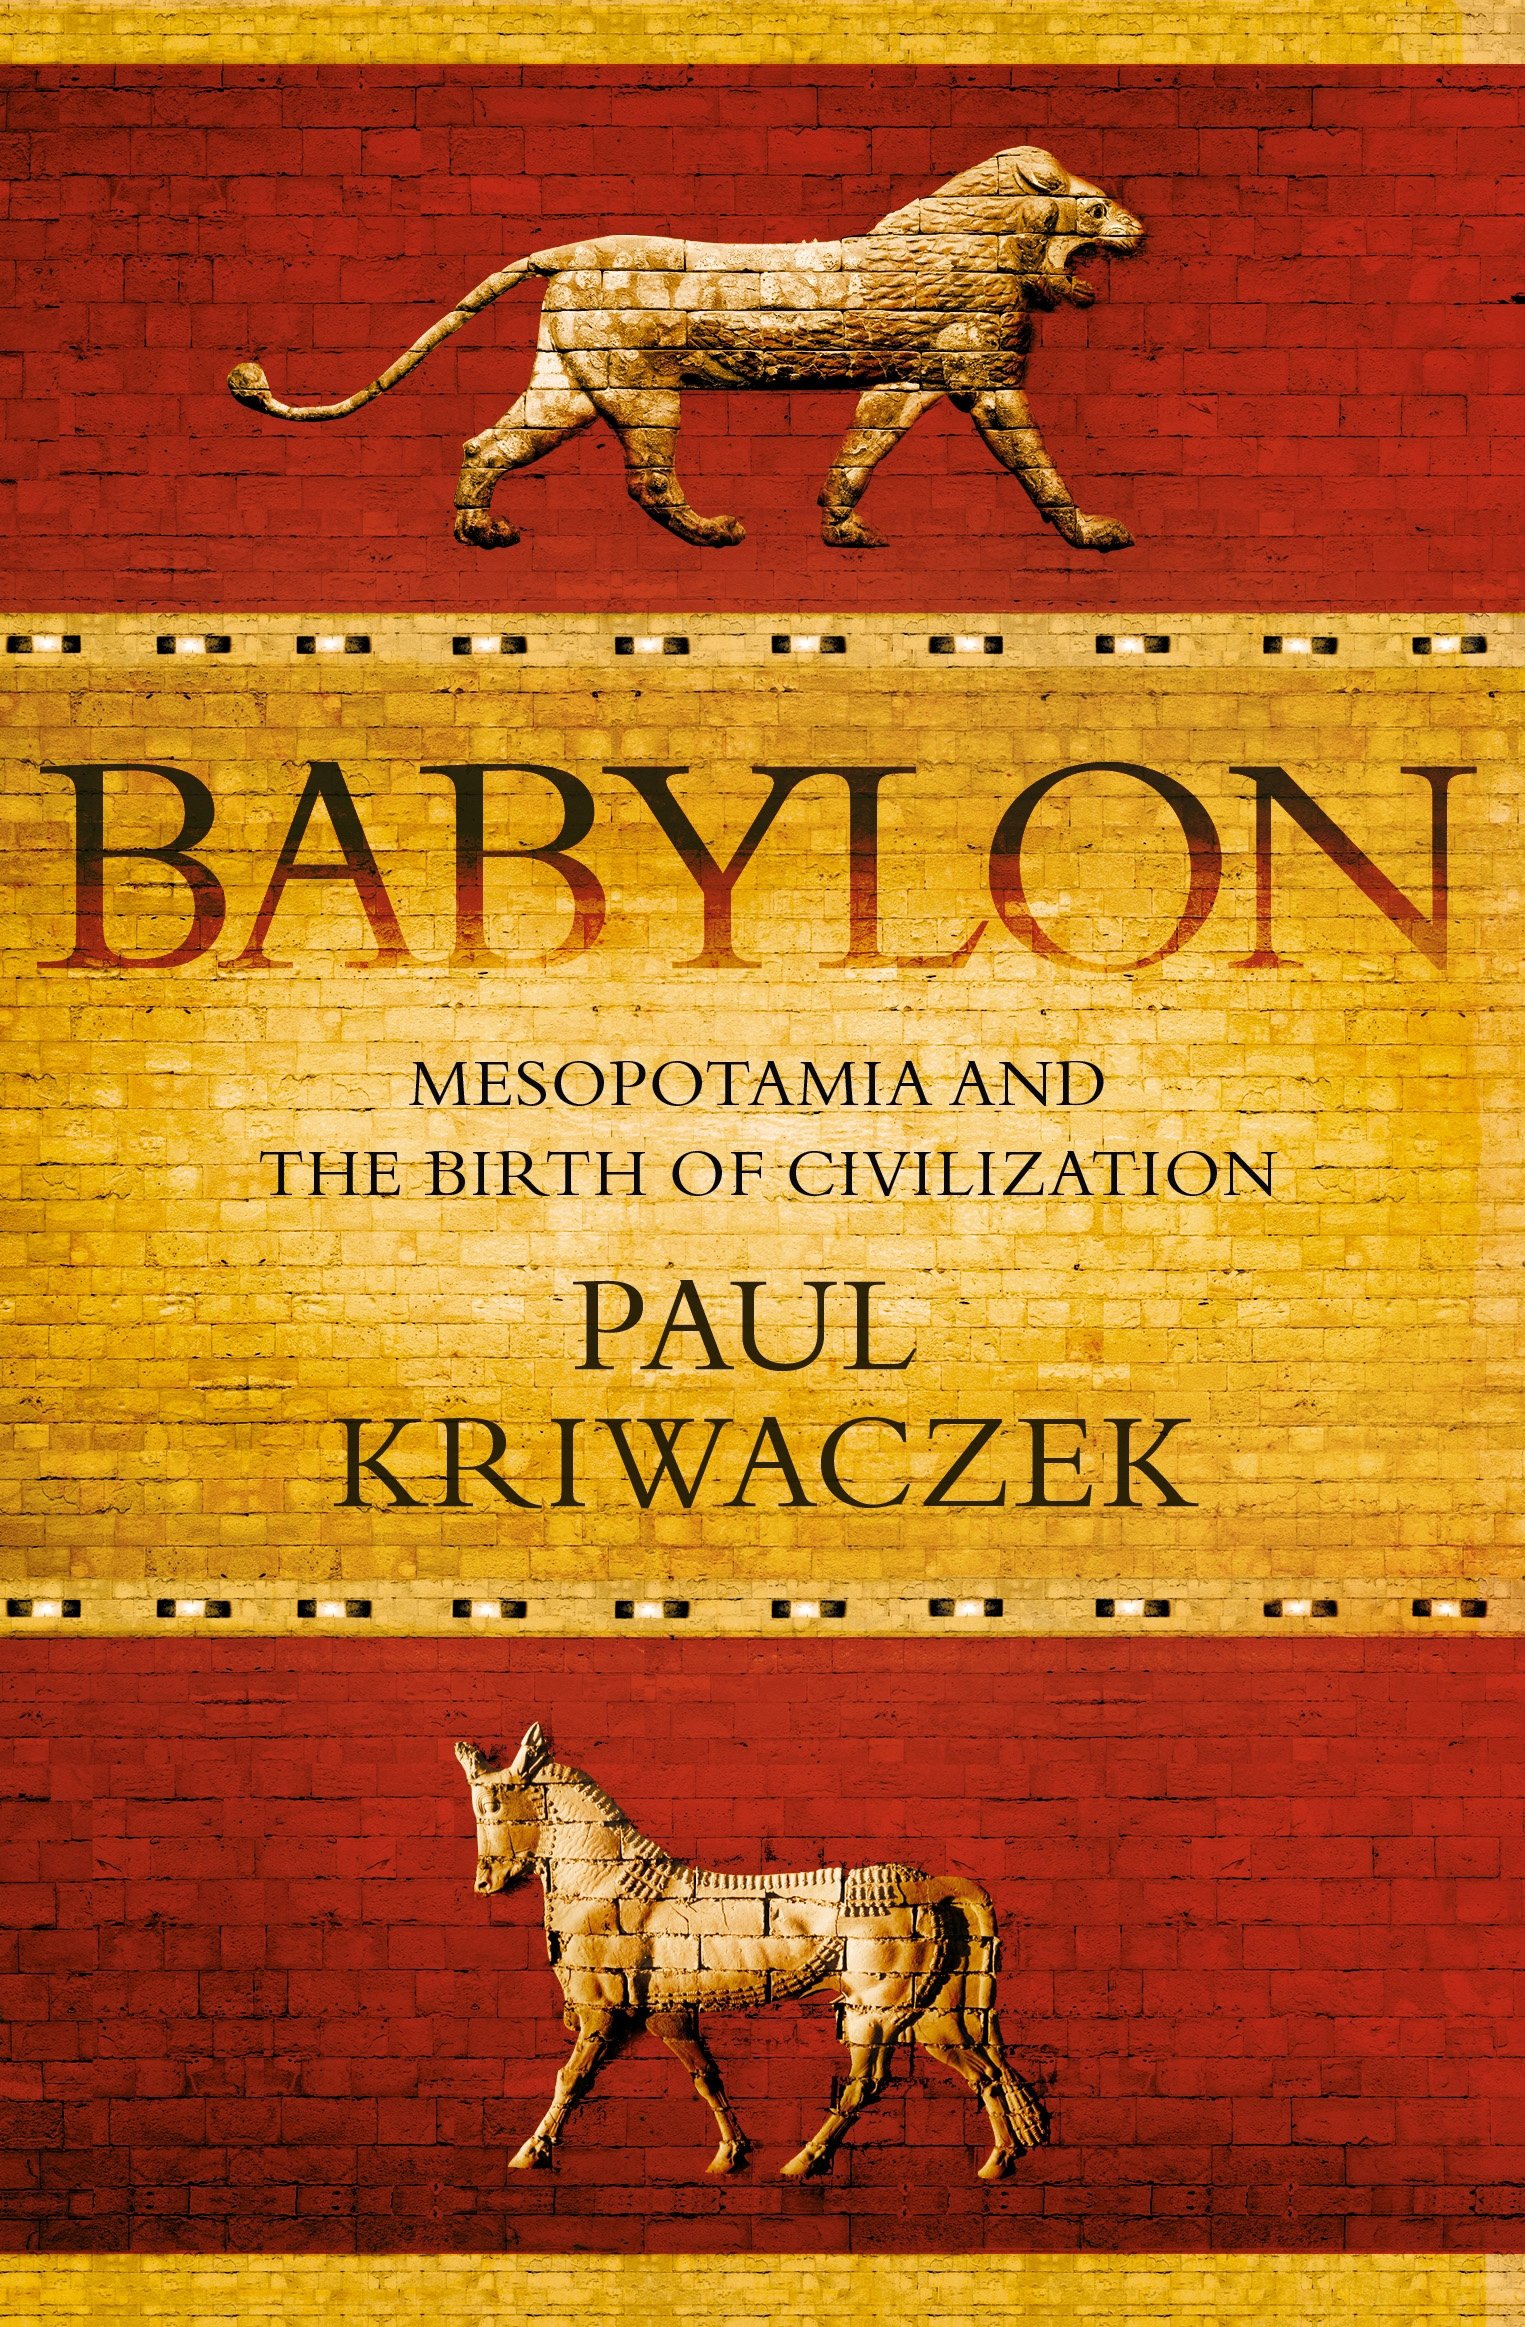 BABYLON
MESOPOTAMIA AND
THE BIRTH OF CIVILIZATION
PAUL
KRIWACZEK